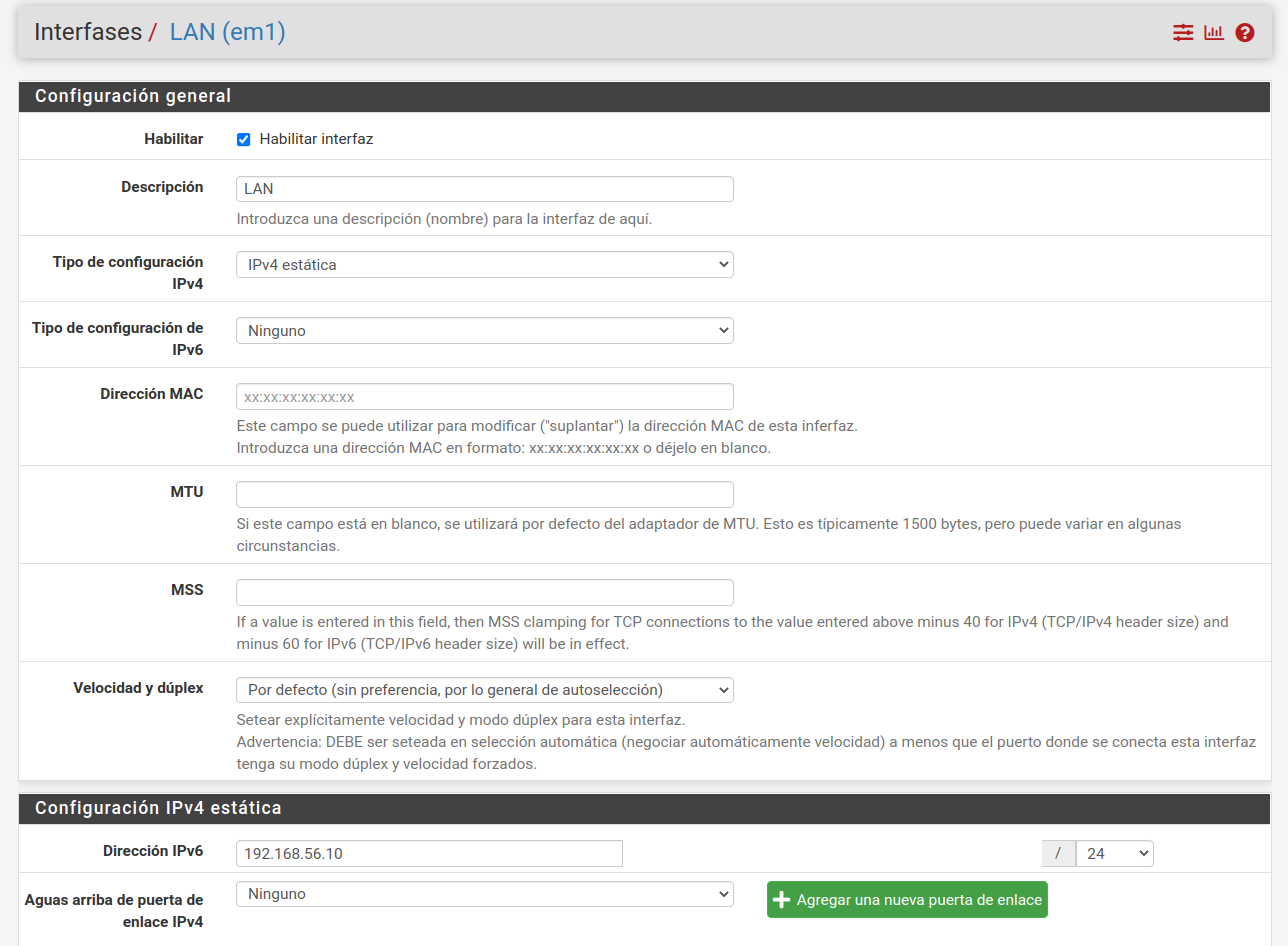 Interfases / LAN (em1)
Configuración general
Habilitar
Habilitar interfaz
Descripción
LAN
Introduzca una descripción (nombre) para la interfaz de aquí.
Tipo de configuración
IPv4
IPv4 estática
Tipo de configuración de
IPv6
Ninguno
Dirección MAC
xx:xx:xx:xx:xx:xx
Este campo se puede utilizar para modificar ("suplantar") la dirección MAC de esta inferfaz.
Introduzca una dirección MAC en formato: xx:xx:xx:xx:xx:xx o déjelo en blanco.
MTU
Si este campo está en blanco, se utilizará por defecto del adaptador de MTU. Esto es típicamente 1500 bytes, pero puede variar en algunas
circunstancias.
MSS
If a value is entered in this field, then MSS clamping for TCP connections to the value entered above minus 40 for IPv4 (TCP/IPv4 header size) and
minus 60 for IPv6 (TCP/IPv6 header size) will be in effect.
Velocidad y dúplex
Por defecto (sin preferencia, por lo general de autoselección)
Setear explícitamente velocidad y modo dúplex para esta interfaz.
Advertencia: DEBE ser seteada en selección automática (negociar automáticamente velocidad) a menos que el puerto donde se conecta esta interfaz
tenga su modo dúplex y velocidad forzados.
Configuración IPv4 estática
Dirección IPv6
192.168.56.10
/ 24
Aguas arriba de puerta de
enlace IPv4
Ninguno
Agregar una nueva puerta de enlace